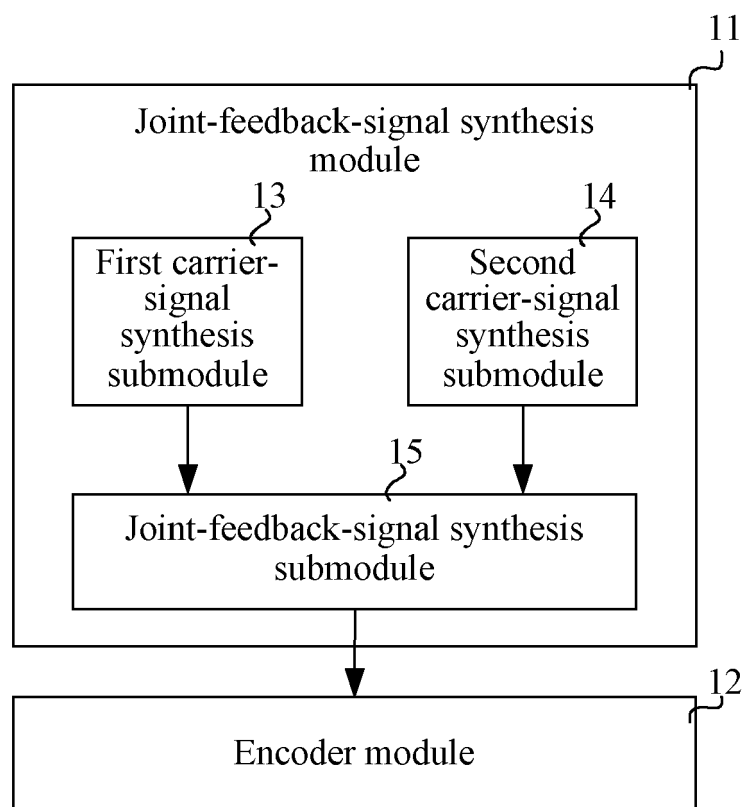 11
Joint-feedback-signal synthesis
module
13
14
First carrier-
signal
synthesis
submodule
Second
carrier-signal
synthesis
submodule
15
Joint-feedback-signal synthesis
submodule
12
Encoder module